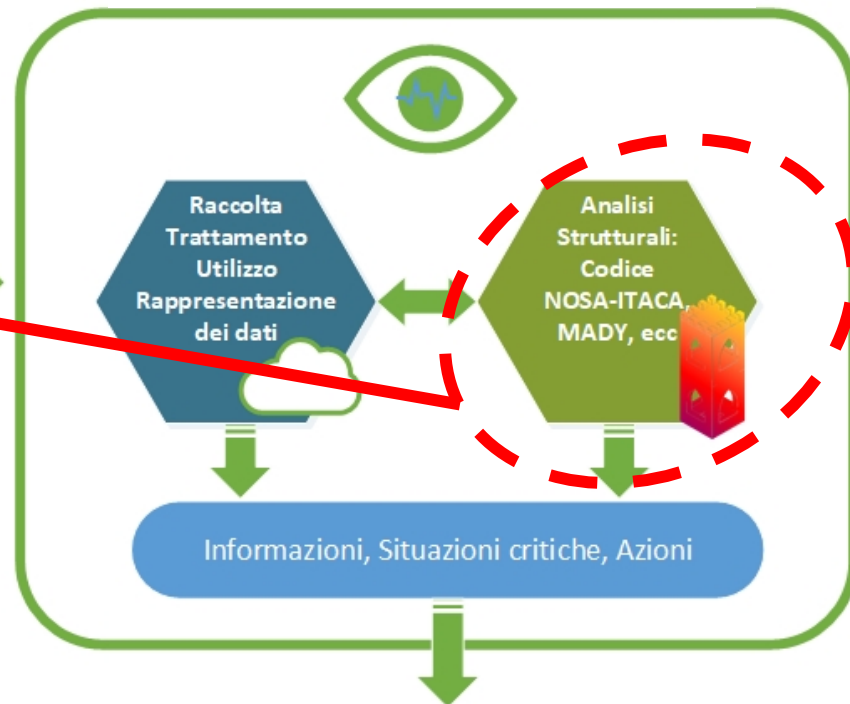 Raccolta
Trattamento
Utilizzo
Rappresentazione
dei dati
Analisi
Strutturali:
Codice
NOSA-ITACA,
MADY, ecc
Informazioni, Situazioni critiche, Azioni